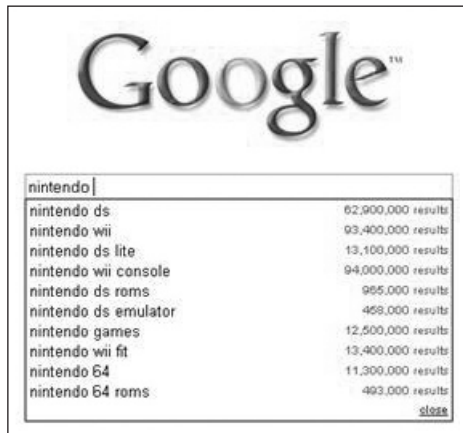 Google™
nintendo
nintendo ds 62,900,000 results
nintendo wii 93,400,000 results
nintendo ds lite 13,100,000 results
nintendo wii console 94,000,000 results
nintendo ds roms 965,000 results
nintendo ds emulator 468,000 results
nintendo games 12,500,000 results
nintendo wii fit 13,400,000 results
nintendo 64 11,300,000 results
nintendo 64 roms 493,000 results
close